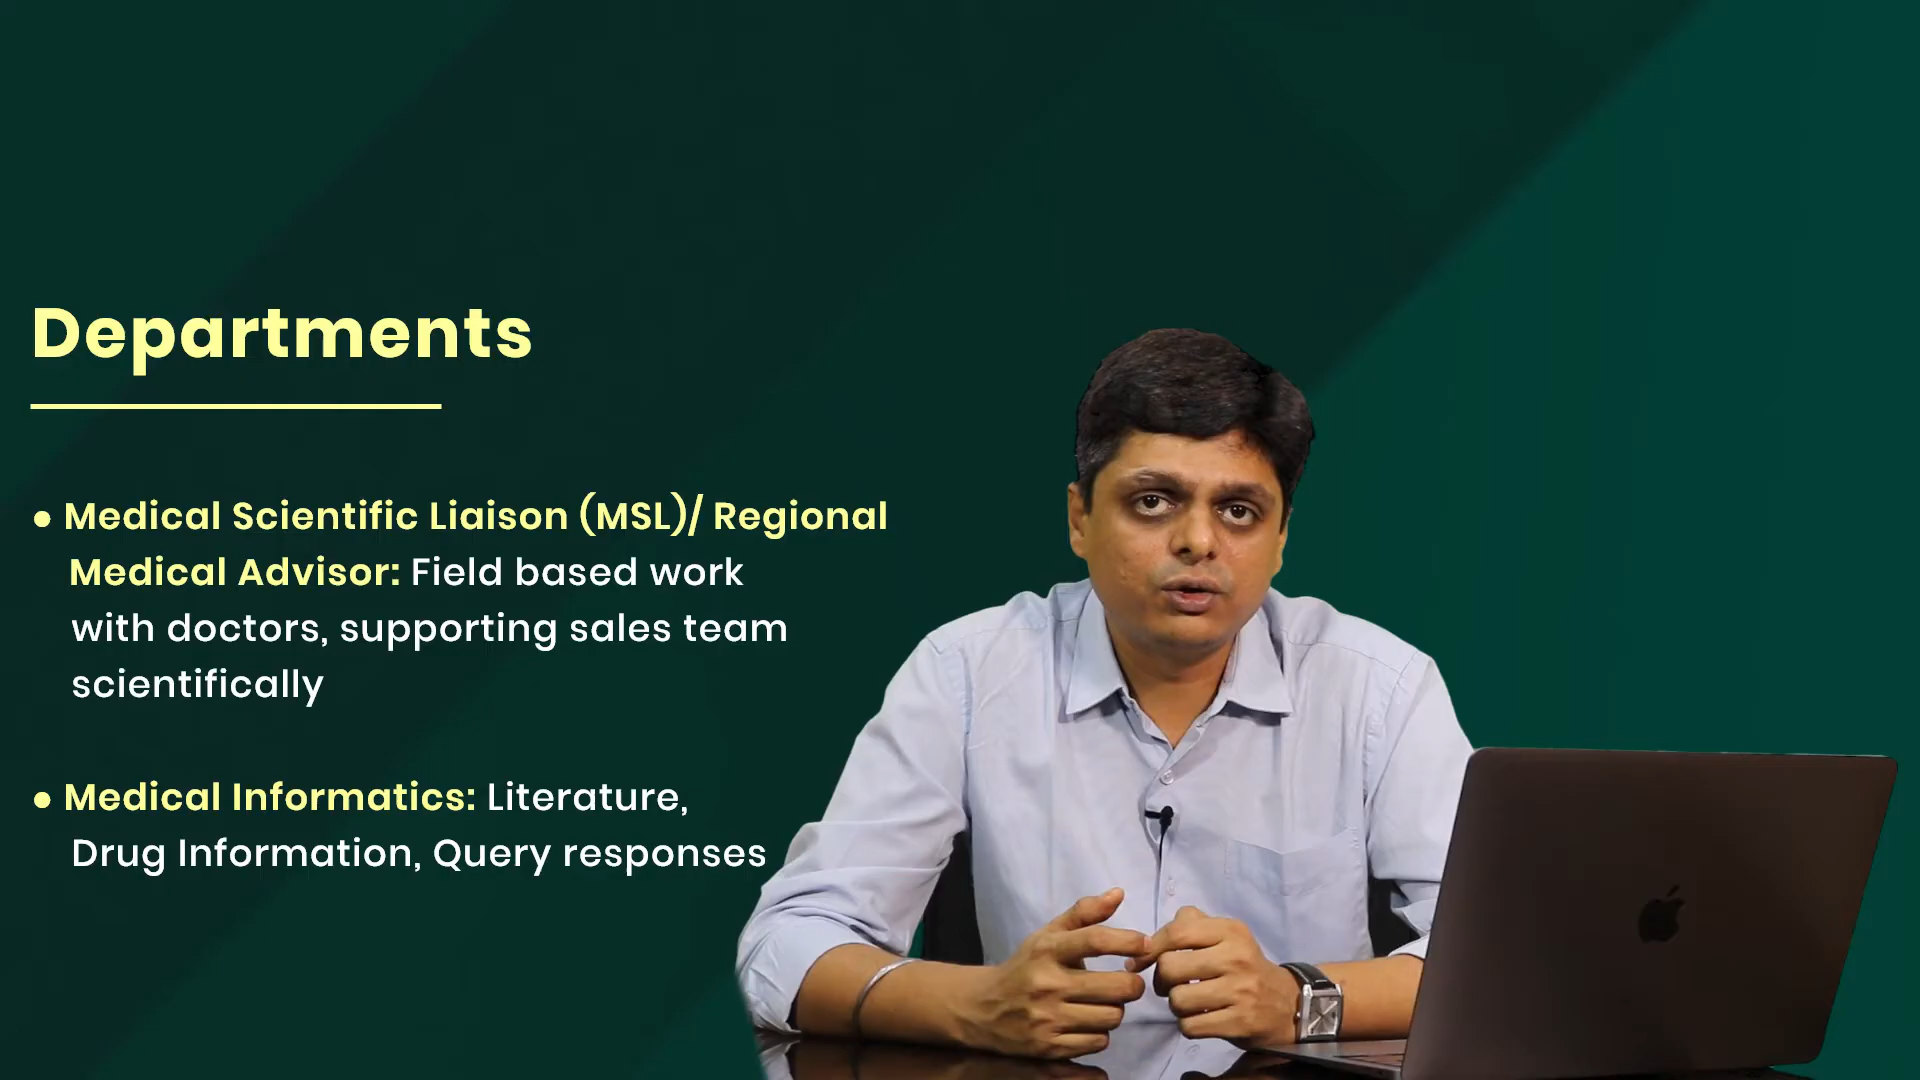 Departments
• Medical Scientific Liaison (MSL)/ Regional
Medical Advisor: Field based work
with doctors, supporting sales team
scientifically
• Medical Informatics: Literature,
Drug Information, Query responses